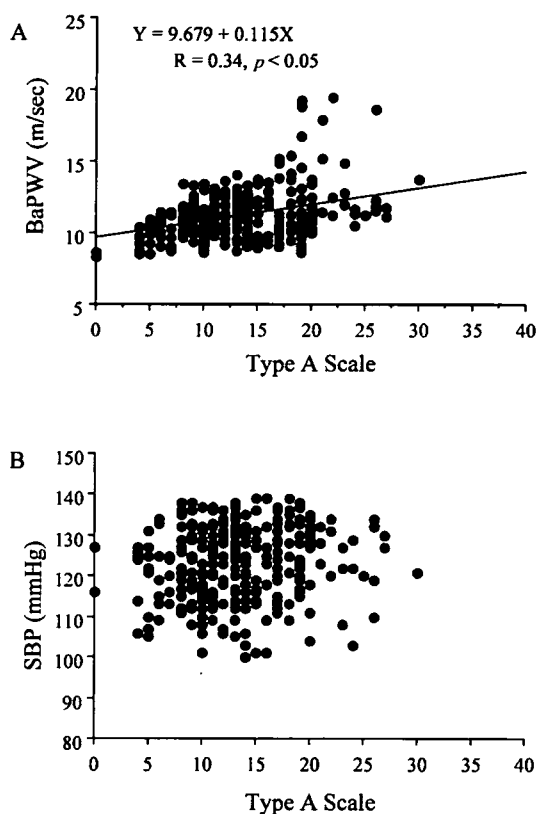 A
Y = 9.679 + 0.115X
R = 0.34, p < 0.05
BaPWV (m/sec)
25
20
15
10
5
0 5 10 15 20 25 30 35 40
Type A Scale
B
SBP (mmHg)
150
140
130
120
110
100
90
80
0 5 10 15 20 25 30 35 40
Type A Scale